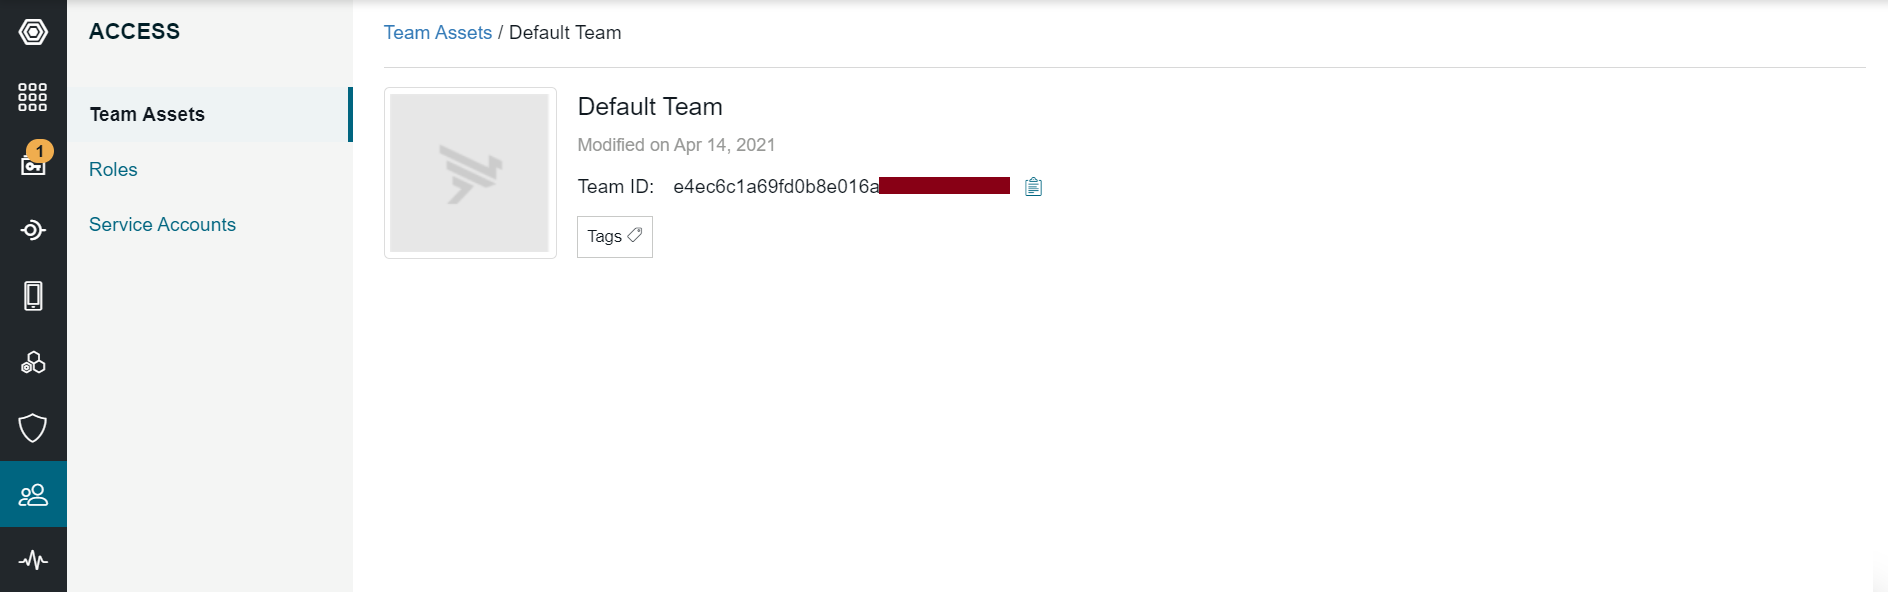 ACCESS
Team Assets
Roles
Service Accounts
1
Team Assets / Default Team
Default Team
Modified on Apr 14, 2021
Team ID: e4ec6c1a69fd0b8e016a
Tags